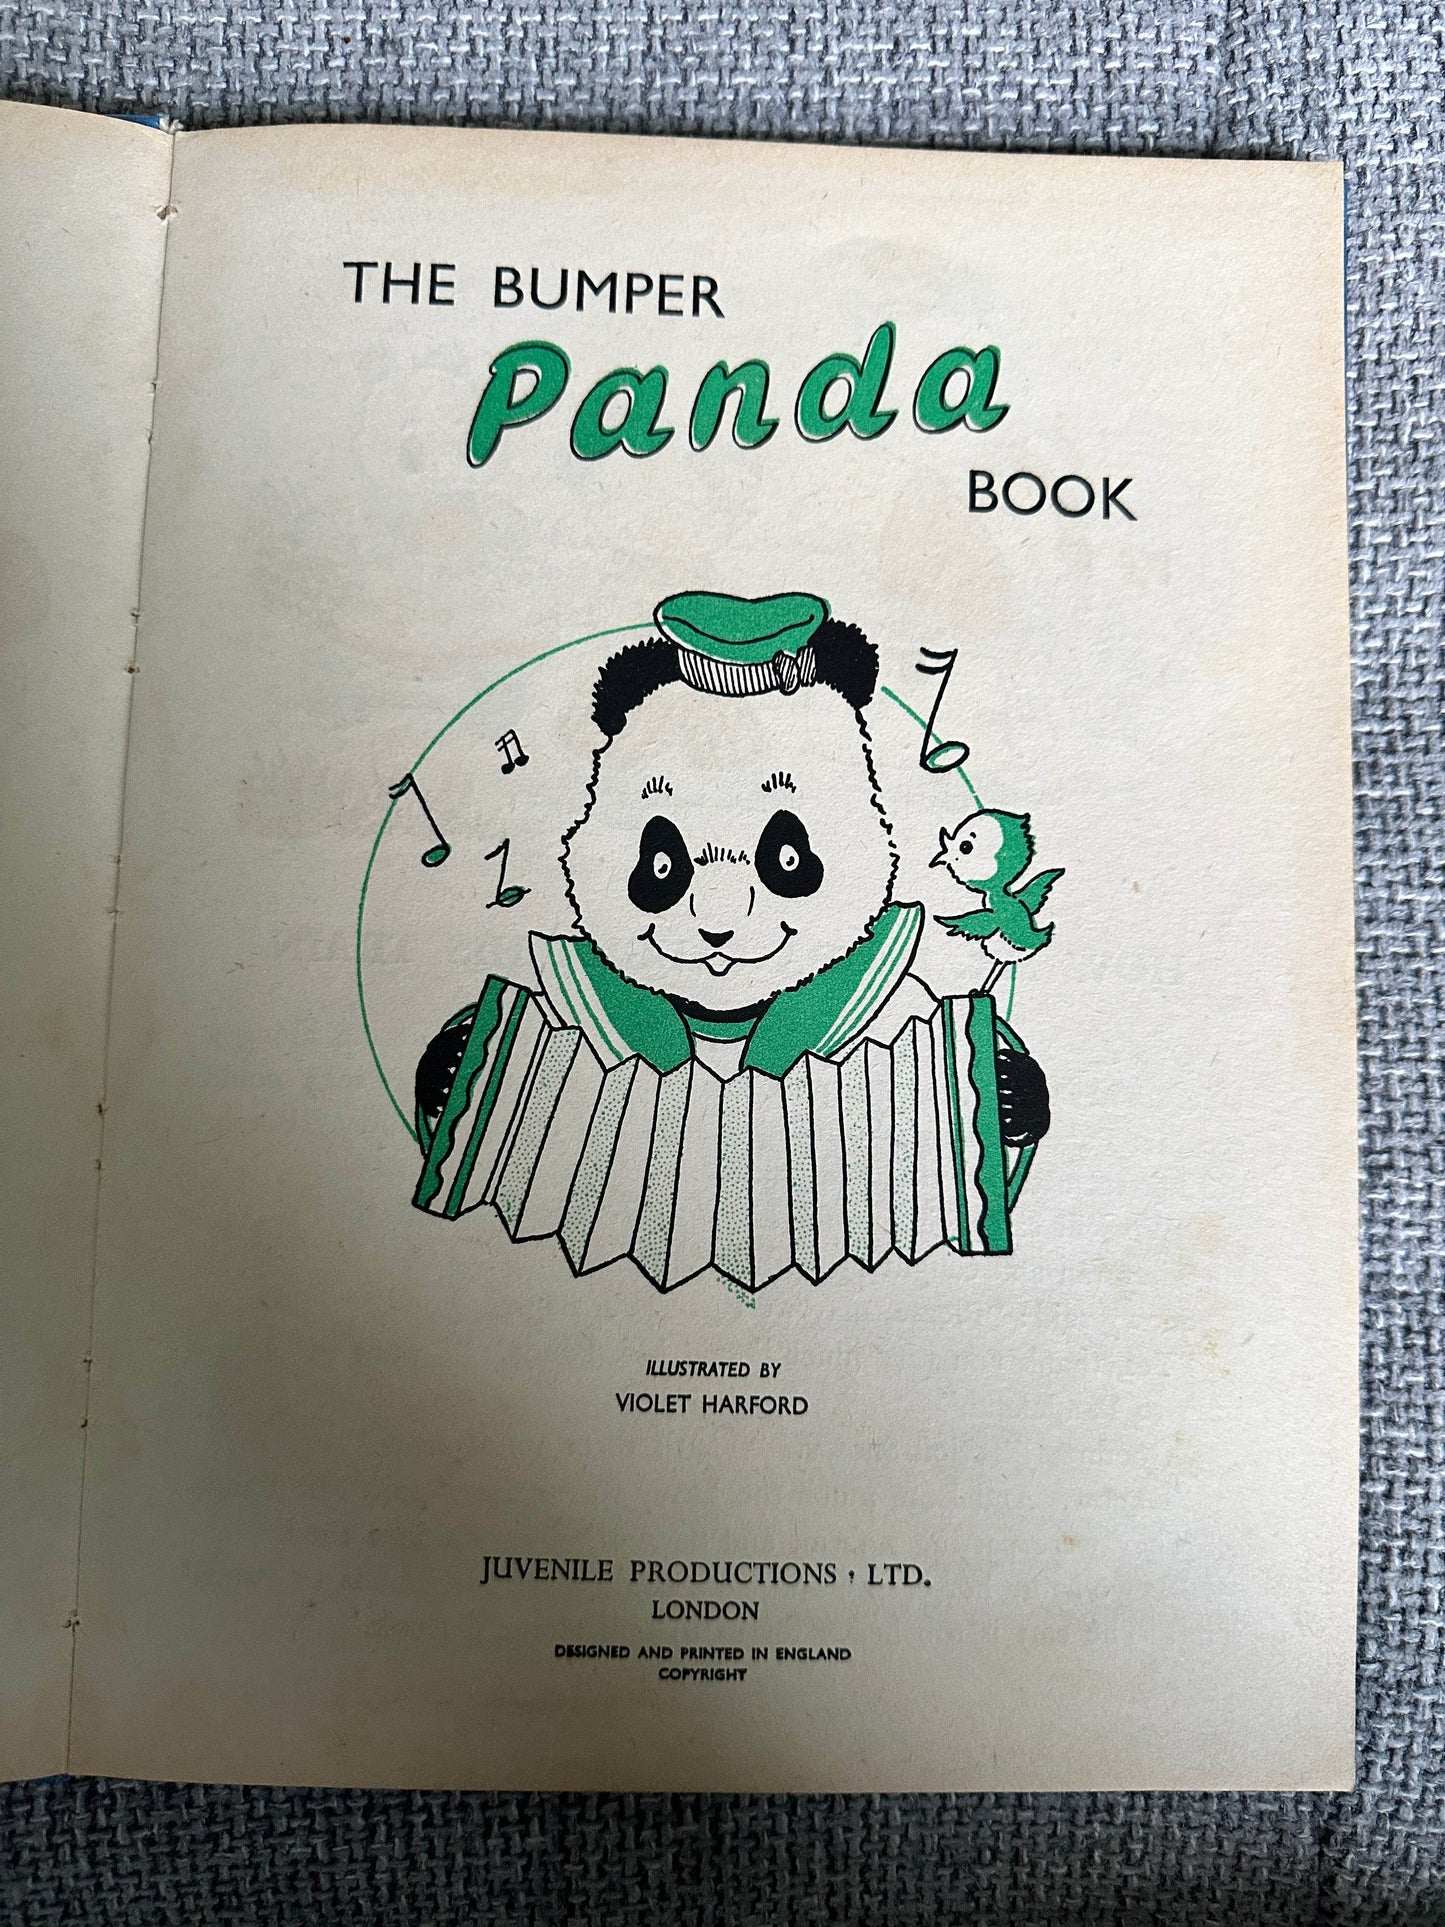 THE BUMPER
Panda
BOOK
ILLUSTRATED BY
VIOLET HARFORD
JUVENILE PRODUCTIONS · LTD.
LONDON
DESIGNED AND PRINTED IN ENGLAND
COPYRIGHT